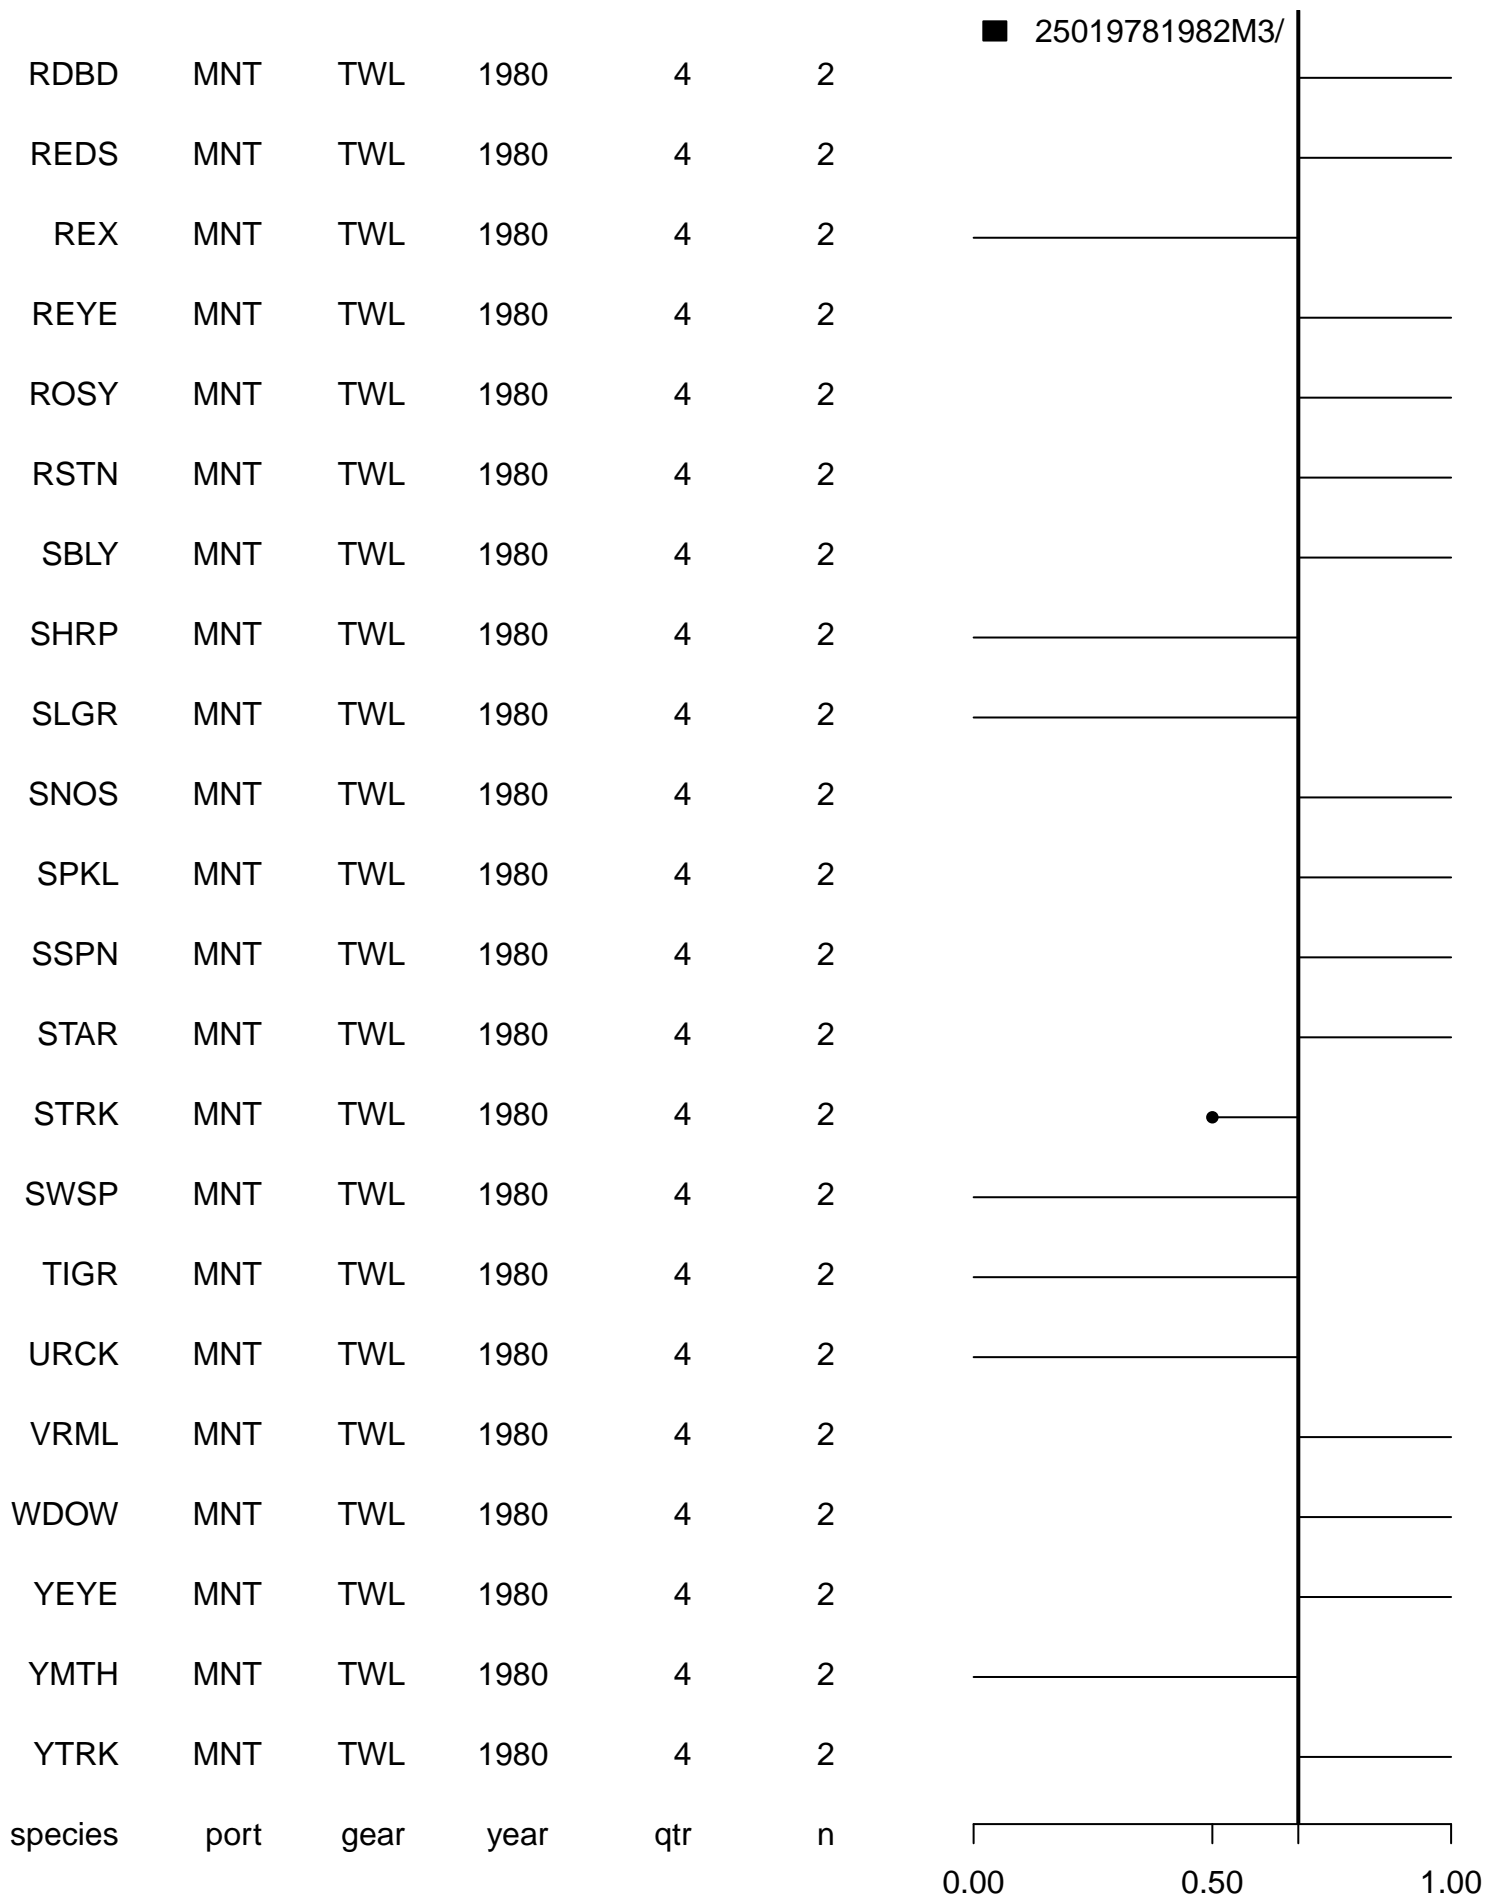 25019781982M3/
RDBD MNT TWL 1980 4 2
REDS MNT TWL 1980 4 2
REX MNT TWL 1980 4 2
REYE MNT TWL 1980 4 2
ROSY MNT TWL 1980 4 2
RSTN MNT TWL 1980 4 2
SBLY MNT TWL 1980 4 2
SHRP MNT TWL 1980 4 2
SLGR MNT TWL 1980 4 2
SNOS MNT TWL 1980 4 2
SPKL MNT TWL 1980 4 2
SSPN MNT TWL 1980 4 2
STAR MNT TWL 1980 4 2
STRK MNT TWL 1980 4 2
SWSP MNT TWL 1980 4 2
TIGR MNT TWL 1980 4 2
URCK MNT TWL 1980 4 2
VRML MNT TWL 1980 4 2
WDOW MNT TWL 1980 4 2
YEYE MNT TWL 1980 4 2
YMTH MNT TWL 1980 4 2
YTRK MNT TWL 1980 4 2
species port gear year qtr n
0.00 0.50 1.00